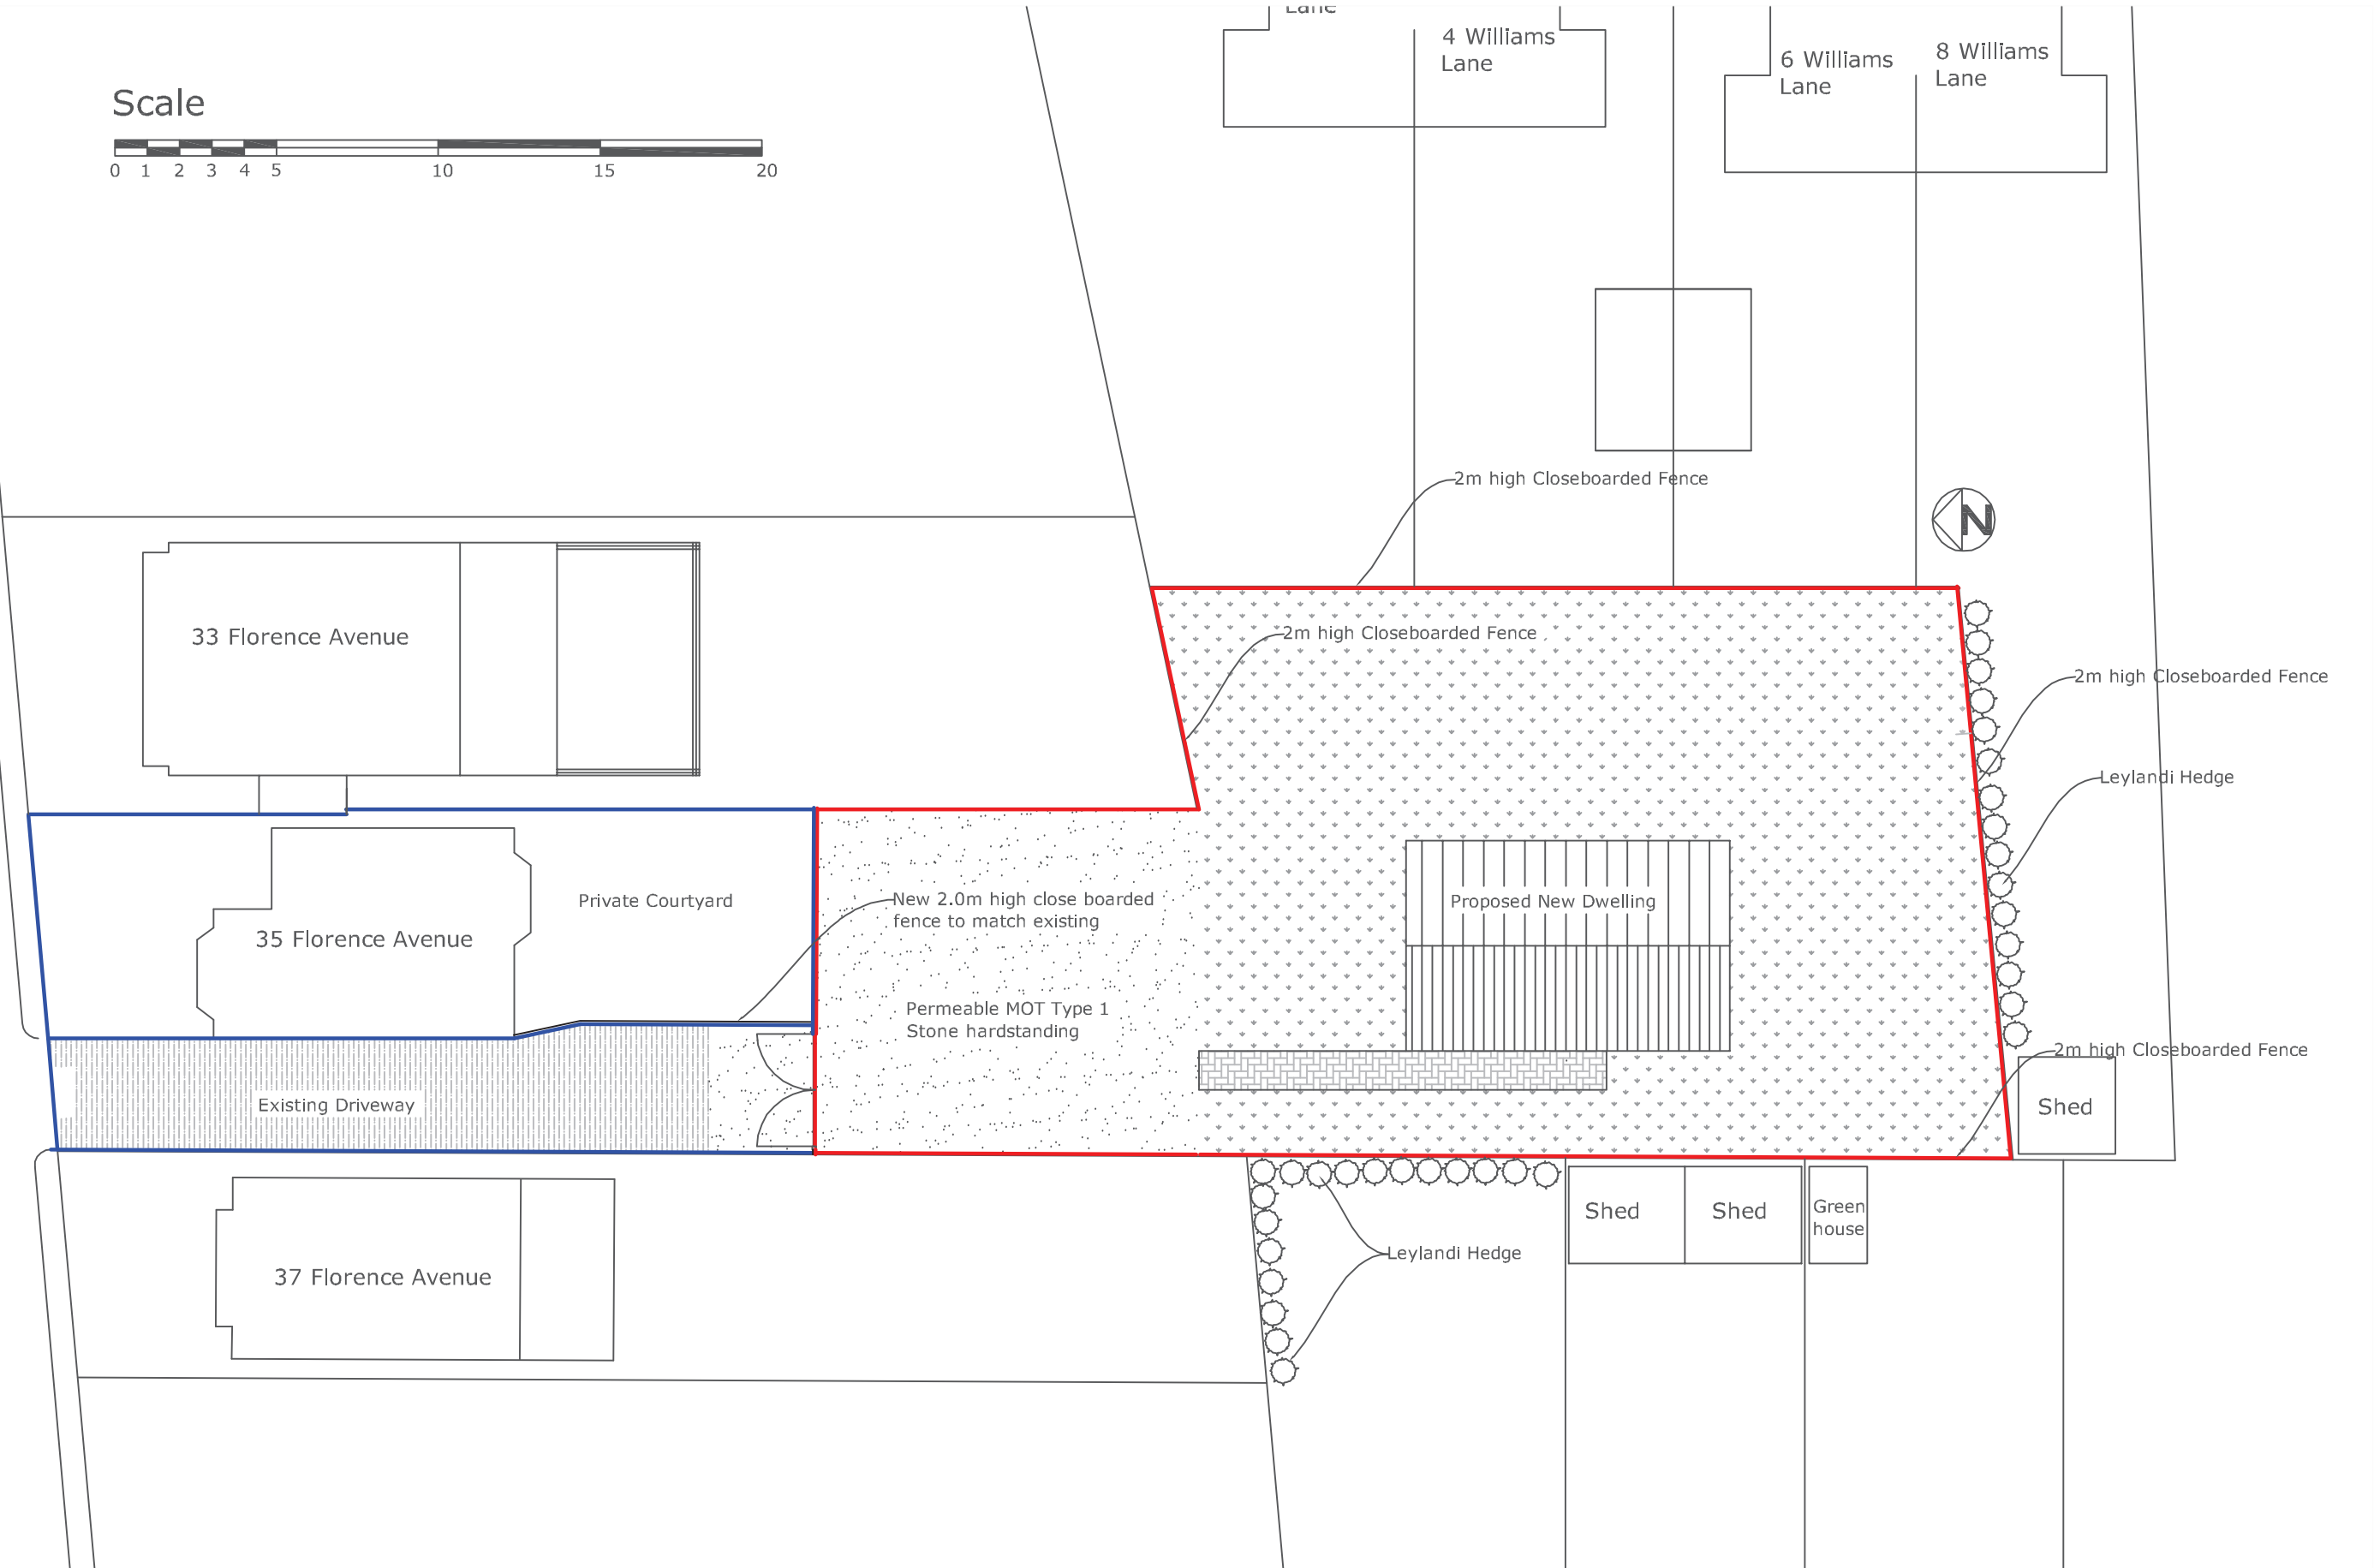 Lane
4 Williams
Lane
6 Williams
Lane
8 Williams
Lane
Scale
0 1 2 3 4 5 10 15 20
2m high Closeboarded Fence
N
33 Florence Avenue
2m high Closeboarded Fence
2m high Closeboarded Fence
Leylandi Hedge
Private Courtyard
New 2.0m high close boarded
fence to match existing
Proposed New Dwelling
35 Florence Avenue
Permeable MOT Type 1
Stone hardstanding
2m high Closeboarded Fence
Existing Driveway
Shed
Shed
Shed
Green
house
Leylandi Hedge
37 Florence Avenue